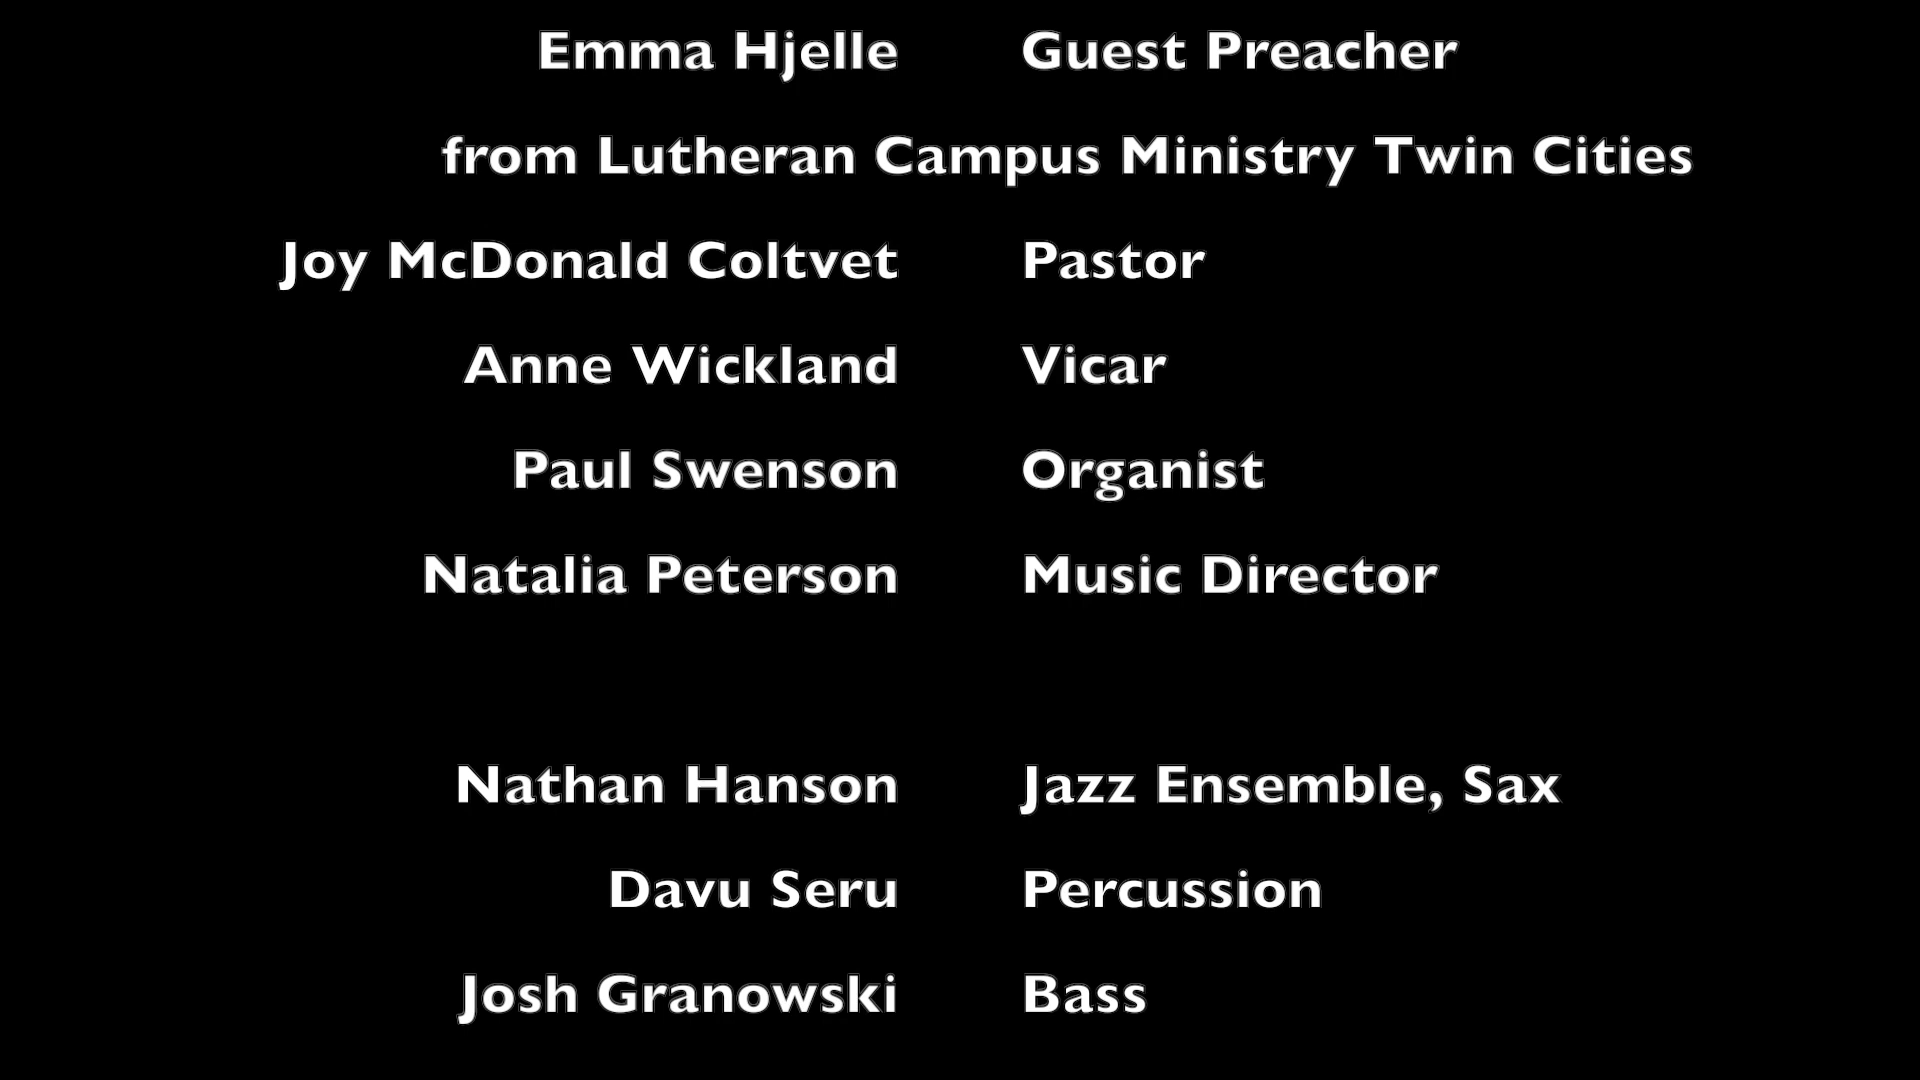 Emma Hjelle Guest Preacher
from Lutheran Campus Ministry Twin Cities
Joy McDonald Coltvet Pastor
Anne Wickland Vicar
Paul Swenson Organist
Natalia Peterson Music Director
Nathan Hanson Jazz Ensemble, Sax
Davu Seru Percussion
Josh Granowski Bass